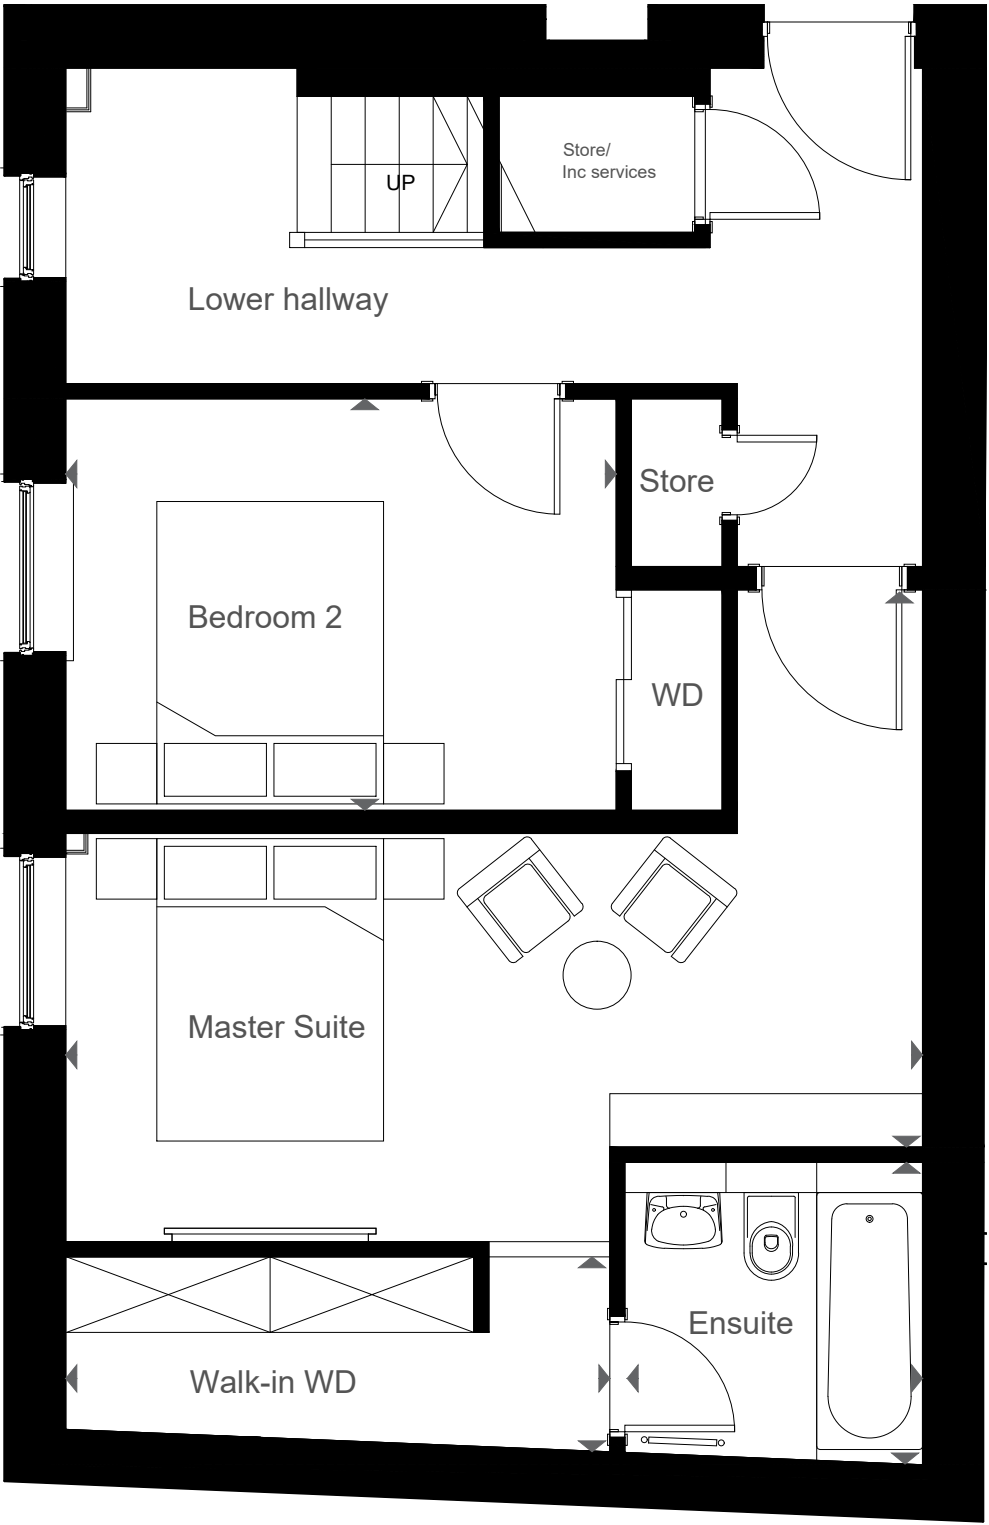 Store/
Inc services
UP
Lower hallway
Store
Bedroom 2
WD
Master Suite
Ensuite
Walk-in WD